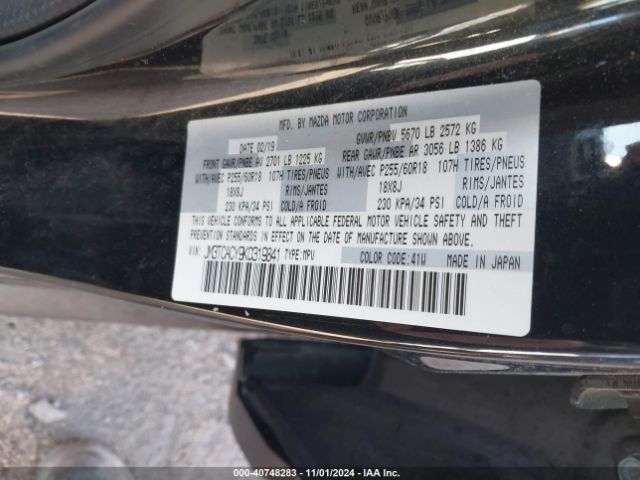 MFD. BY MAZDA MOTOR CORPORATION
DATE 02/19 GVWR/PNBV 5670 LB 2572 KG
FRONT GAWR/PNBE AV 2701 LB 1225 KG REAR GAWR/PNBE AR 3056 LB 1386 KG
WITH/AVEC P255/60R18 107H TIRES/PNEUS WITH/AVEC P255/60R18 107H TIRES/PNEUS
18X8J RIMS/JANTES 18X8J RIMS/JANTES
230 KPA/34 PSI COLD/A FROID 230 KPA/34 PSI COLD/A FROID
THIS VEHICLE CONFORMS TO ALL APPLICABLE FEDERAL MOTOR VEHICLE SAFETY AND THEFT
PREVENTION STANDARDS IN EFFECT ON THE DATE OF MANUFACTURE SHOWN ABOVE.
VIN: JM3TCACY9K0319841 TYPE:MPV COLOR CODE:41W MADE IN JAPAN
© 40748283 - 11/01/2024 - IAA Inc.